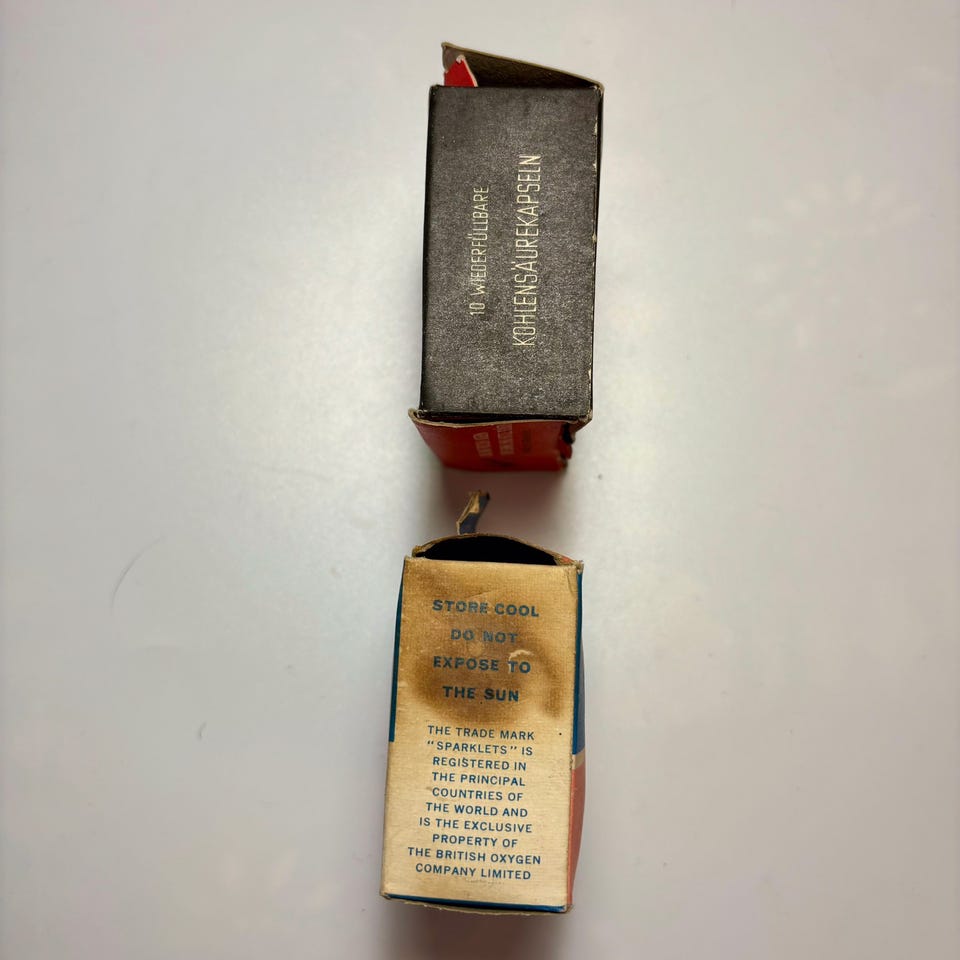 10 WIEDERFÜLLBARE
KOHLENSÄUREKAPSELN
STORE COOL
DO NOT
EXPOSE TO
THE SUN
THE TRADE MARK
"SPARKLETS" IS
REGISTERED IN
THE PRINCIPAL
COUNTRIES OF
THE WORLD AND
IS THE EXCLUSIVE
PROPERTY OF
THE BRITISH OXYGEN
COMPANY LIMITED